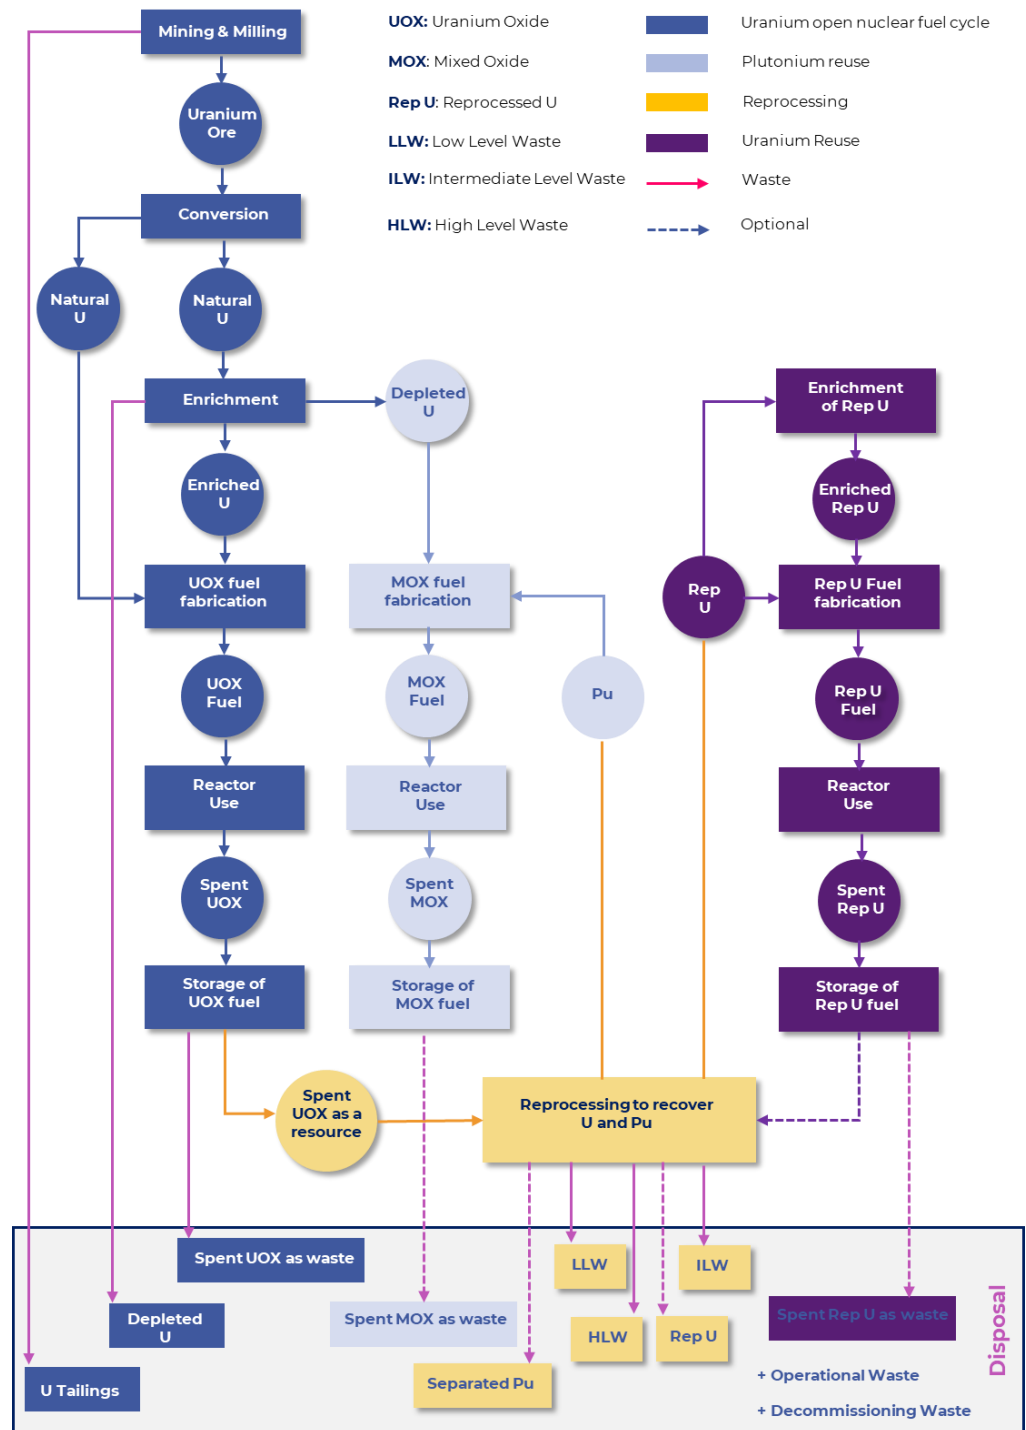 UOX: Uranium Oxide
MOX: Mixed Oxide
Rep U: Reprocessed U
LLW: Low Level Waste
ILW: Intermediate Level Waste
HLW: High Level Waste
Uranium open nuclear fuel cycle
Plutonium reuse
Reprocessing
Uranium Reuse
Waste
Optional
Mining & Milling
Uranium
Ore
Conversion
Natural
U
Natural
U
Enrichment
Enriched
U
UOX fuel
fabrication
UOX
Fuel
Reactor
Use
Spent
UOX
Storage of
UOX fuel
Depleted
U
MOX fuel
fabrication
MOX
Fuel
Reactor
Use
Spent
MOX
Storage of
MOX fuel
Pu
Rep
U
Enrichment
of Rep U
Enriched
Rep U
Rep U Fuel
fabrication
Rep U
Fuel
Reactor
Use
Spent
Rep U
Storage of
Rep U fuel
Spent
UOX as a
resource
Reprocessing to recover
U and Pu
Spent UOX as waste
Depleted
U
U Tailings
Spent MOX as waste
Separated Pu
LLW
HLW
Rep U
ILW
Spent Rep U as waste
+ Operational Waste
+ Decommissioning Waste
Disposal